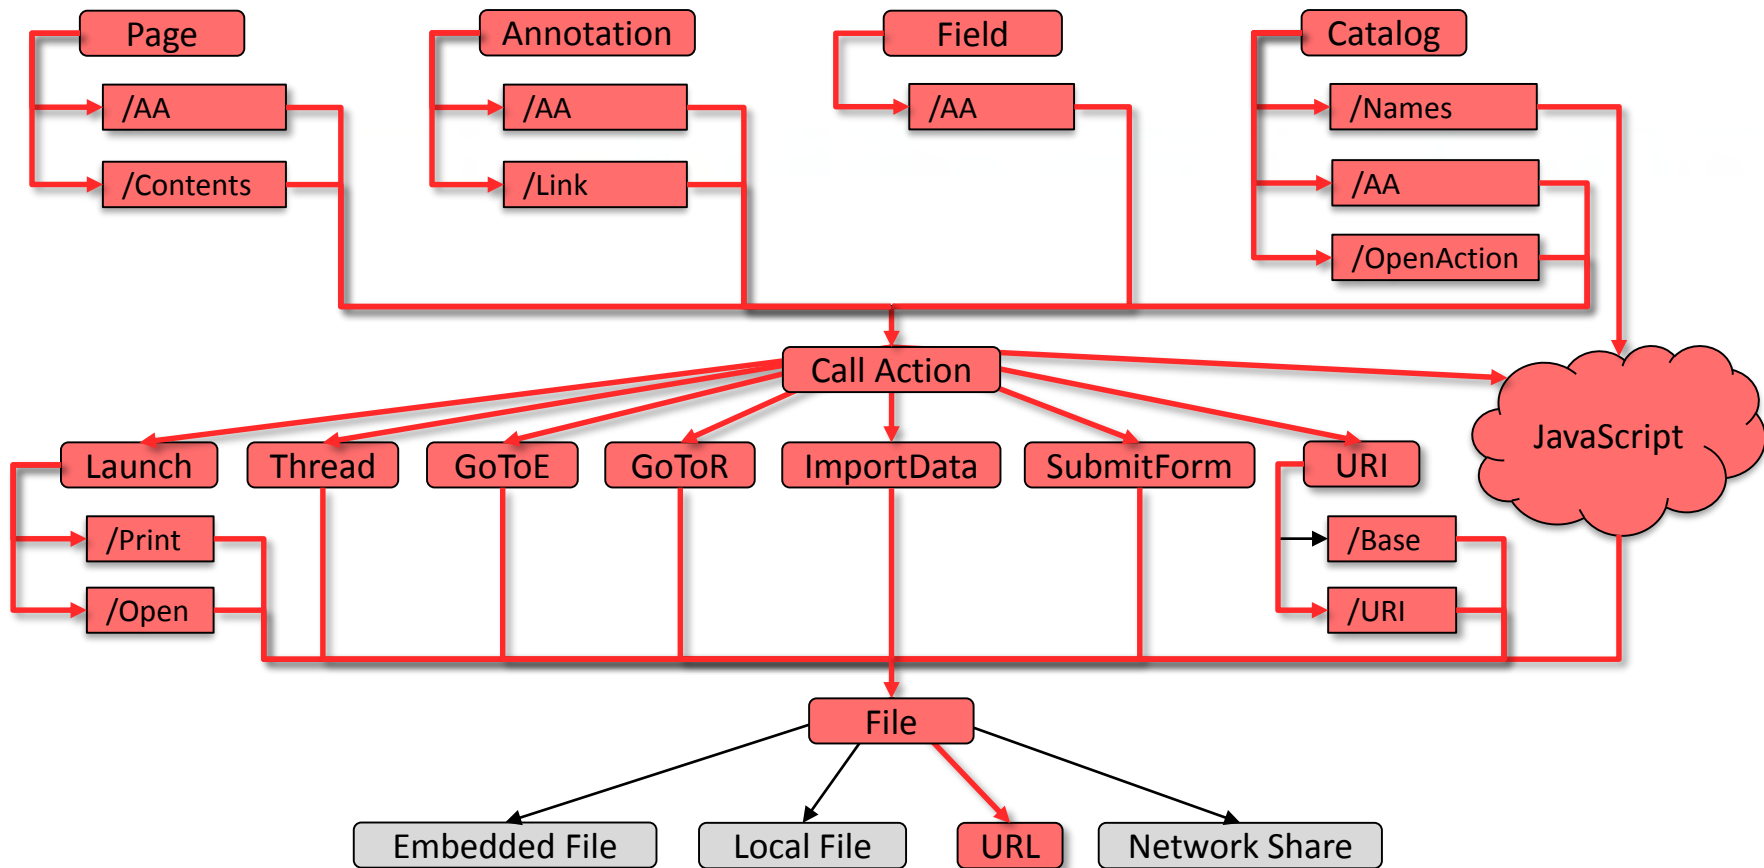 Page
Annotation
Field
Catalog
/AA
/AA
/AA
/Names
/Contents
/Link
/AA
/OpenAction
Call Action
JavaScript
Launch
Thread
GoToE
GoToR
ImportData
SubmitForm
URI
/Print
/Base
/Open
/URI
File
Embedded File
Local File
URL
Network Share